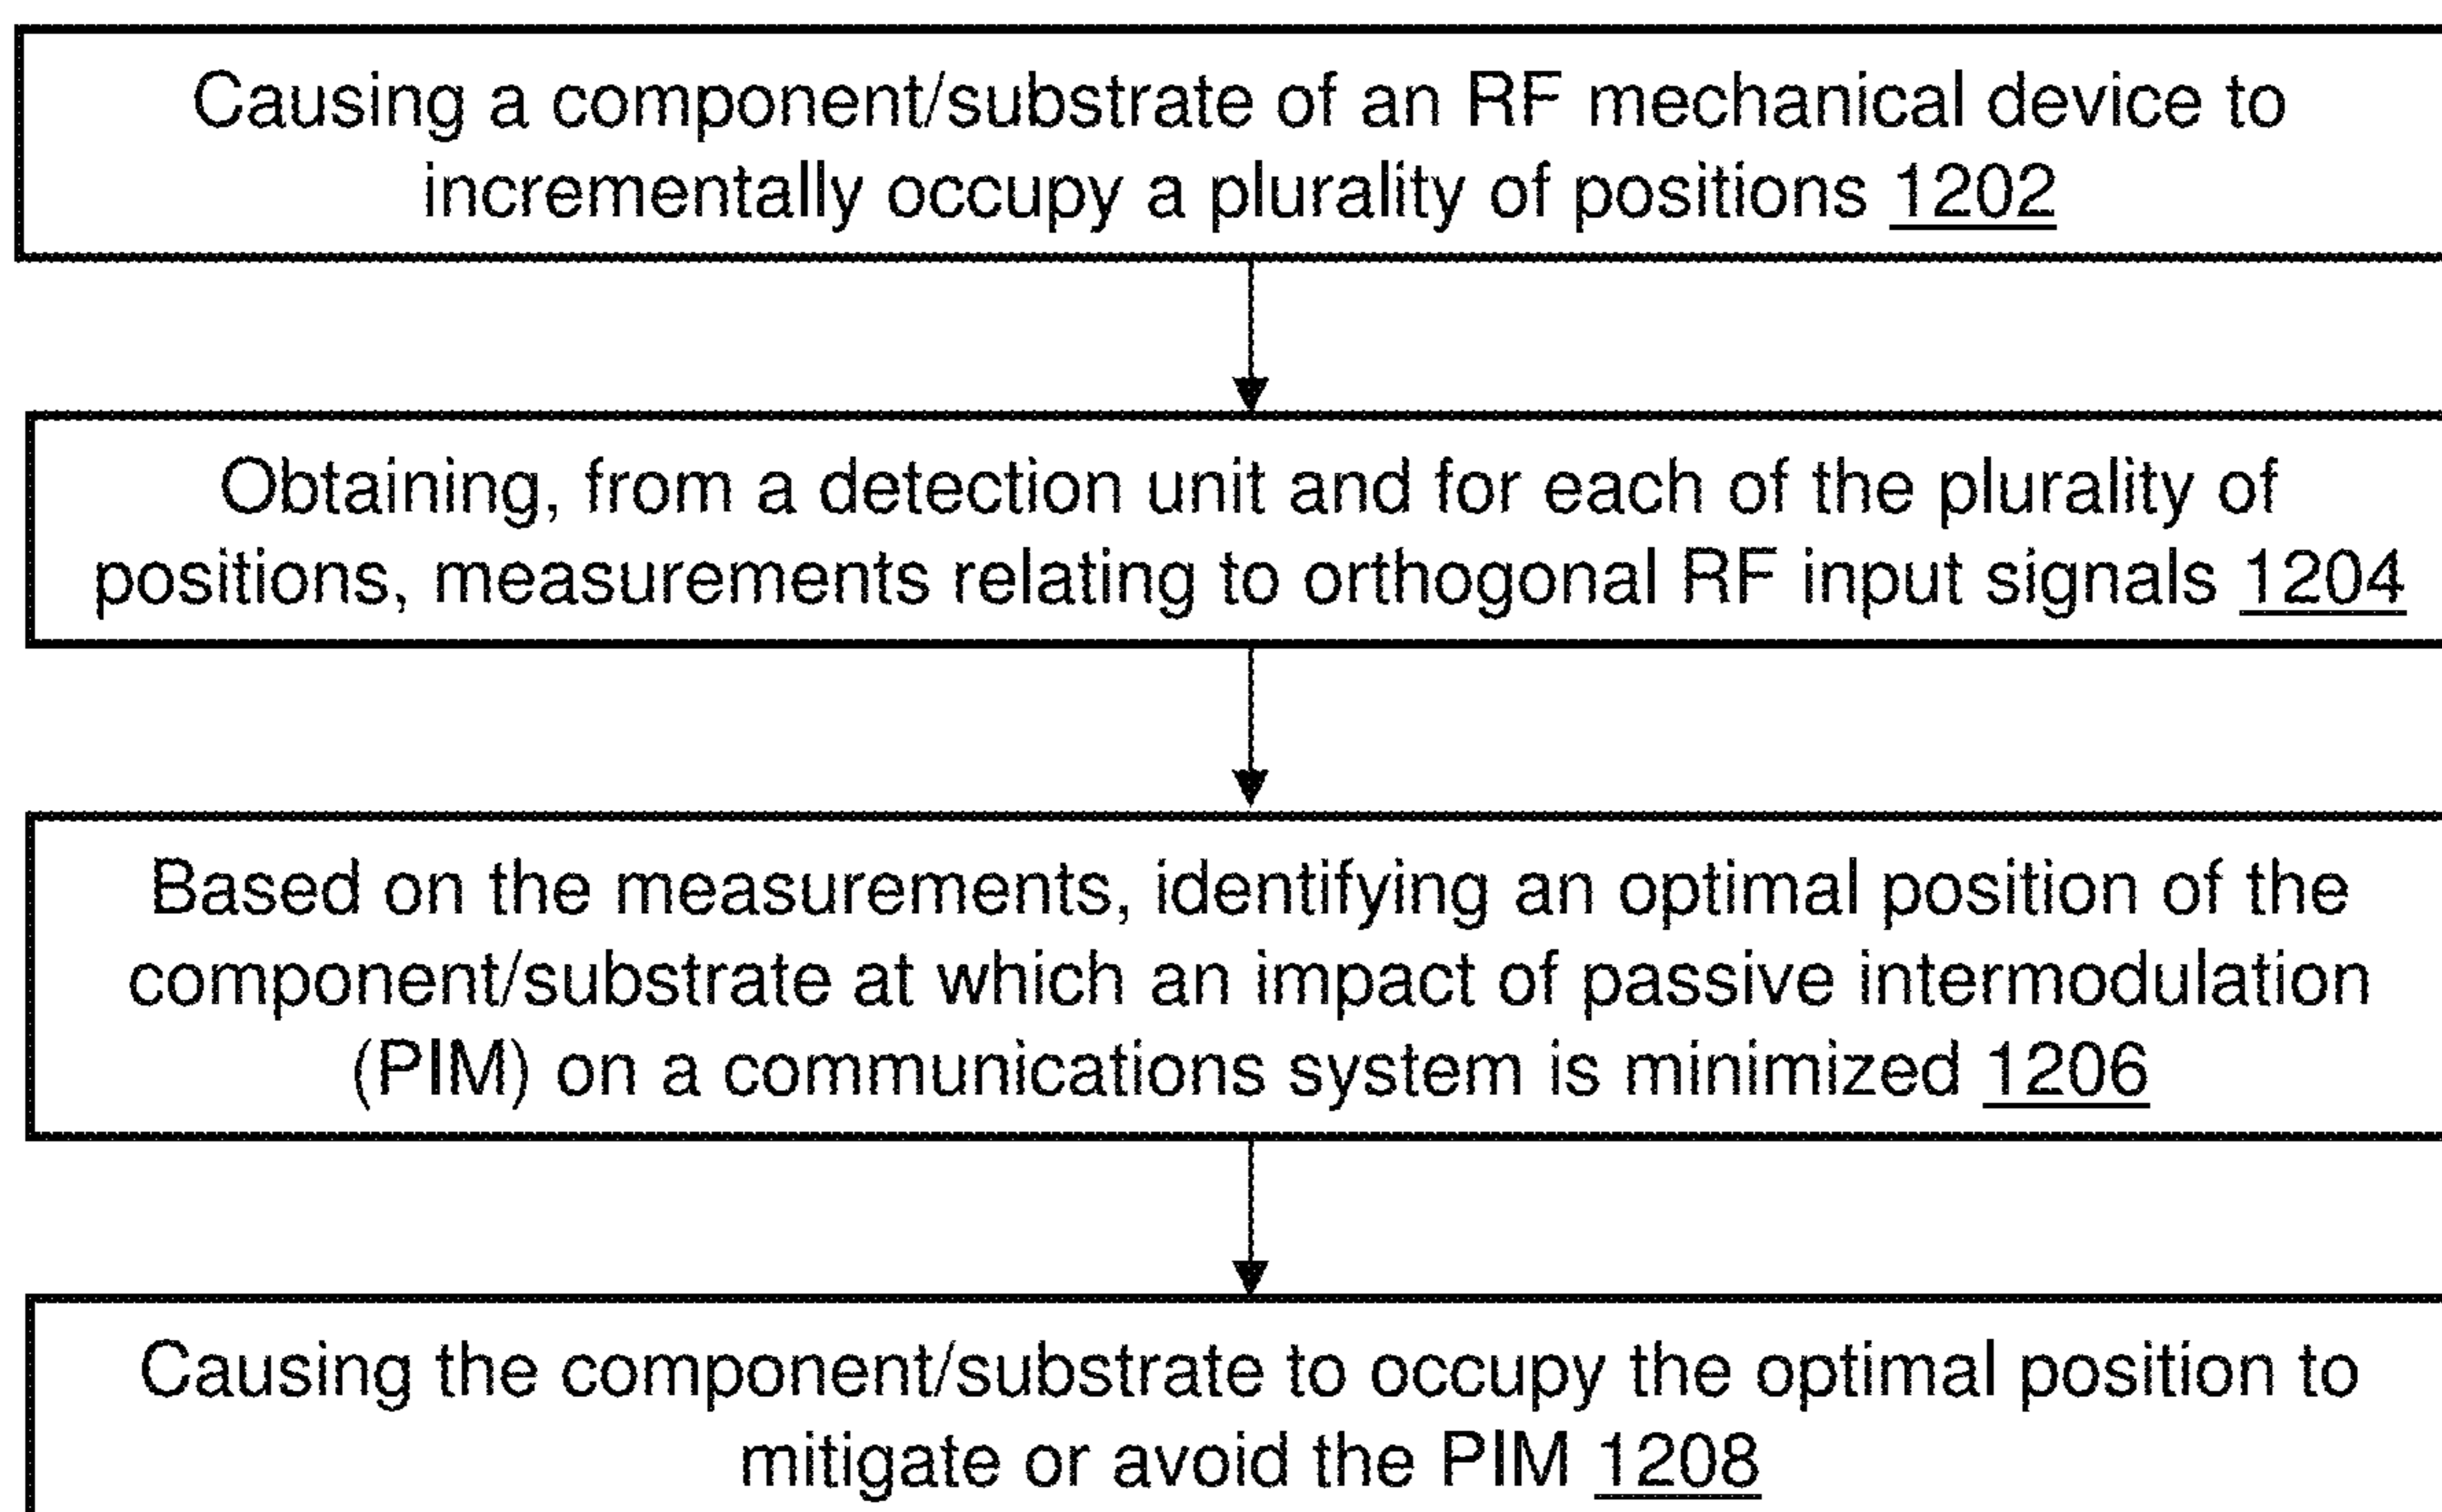 Causing a component/substrate of an RF mechanical device to
incrementally occupy a plurality of positions 1202
Obtaining, from a detection unit and for each of the plurality of
positions, measurements relating to orthogonal RF input signals 1204
Based on the measurements, identifying an optimal position of the
component/substrate at which an impact of passive intermodulation
(PIM) on a communications system is minimized 1206
Causing the component/substrate to occupy the optimal position to
mitigate or avoid the PIM 1208